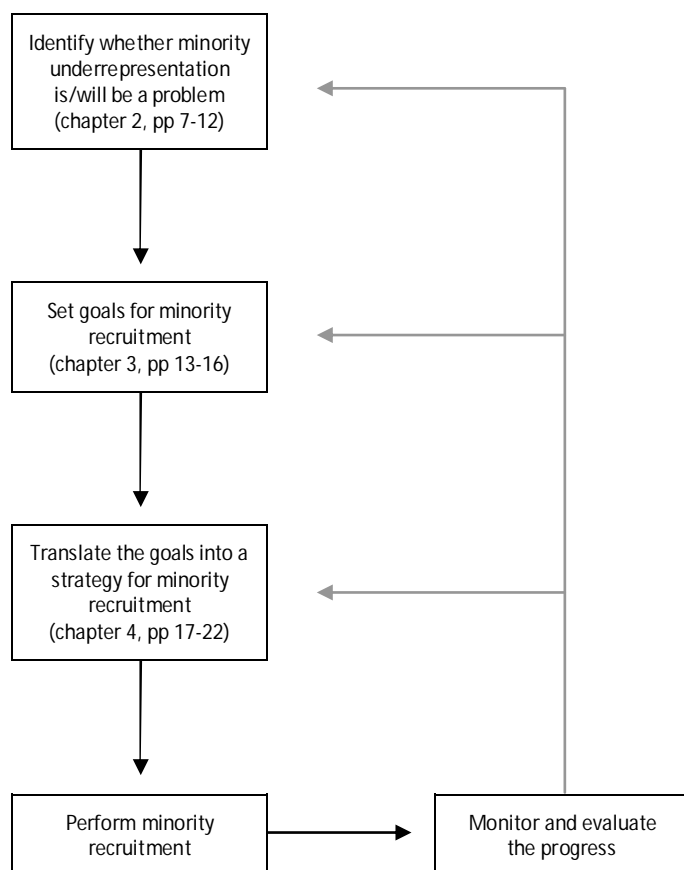 Identify whether minority
underrepresentation
is/will be a problem
(chapter 2, pp 7-12)
Set goals for minority
recruitment
(chapter 3, pp 13-16)
Translate the goals into a
strategy for minority
recruitment
(chapter 4, pp 17-22)
Perform minority
recruitment
Monitor and evaluate
the progress